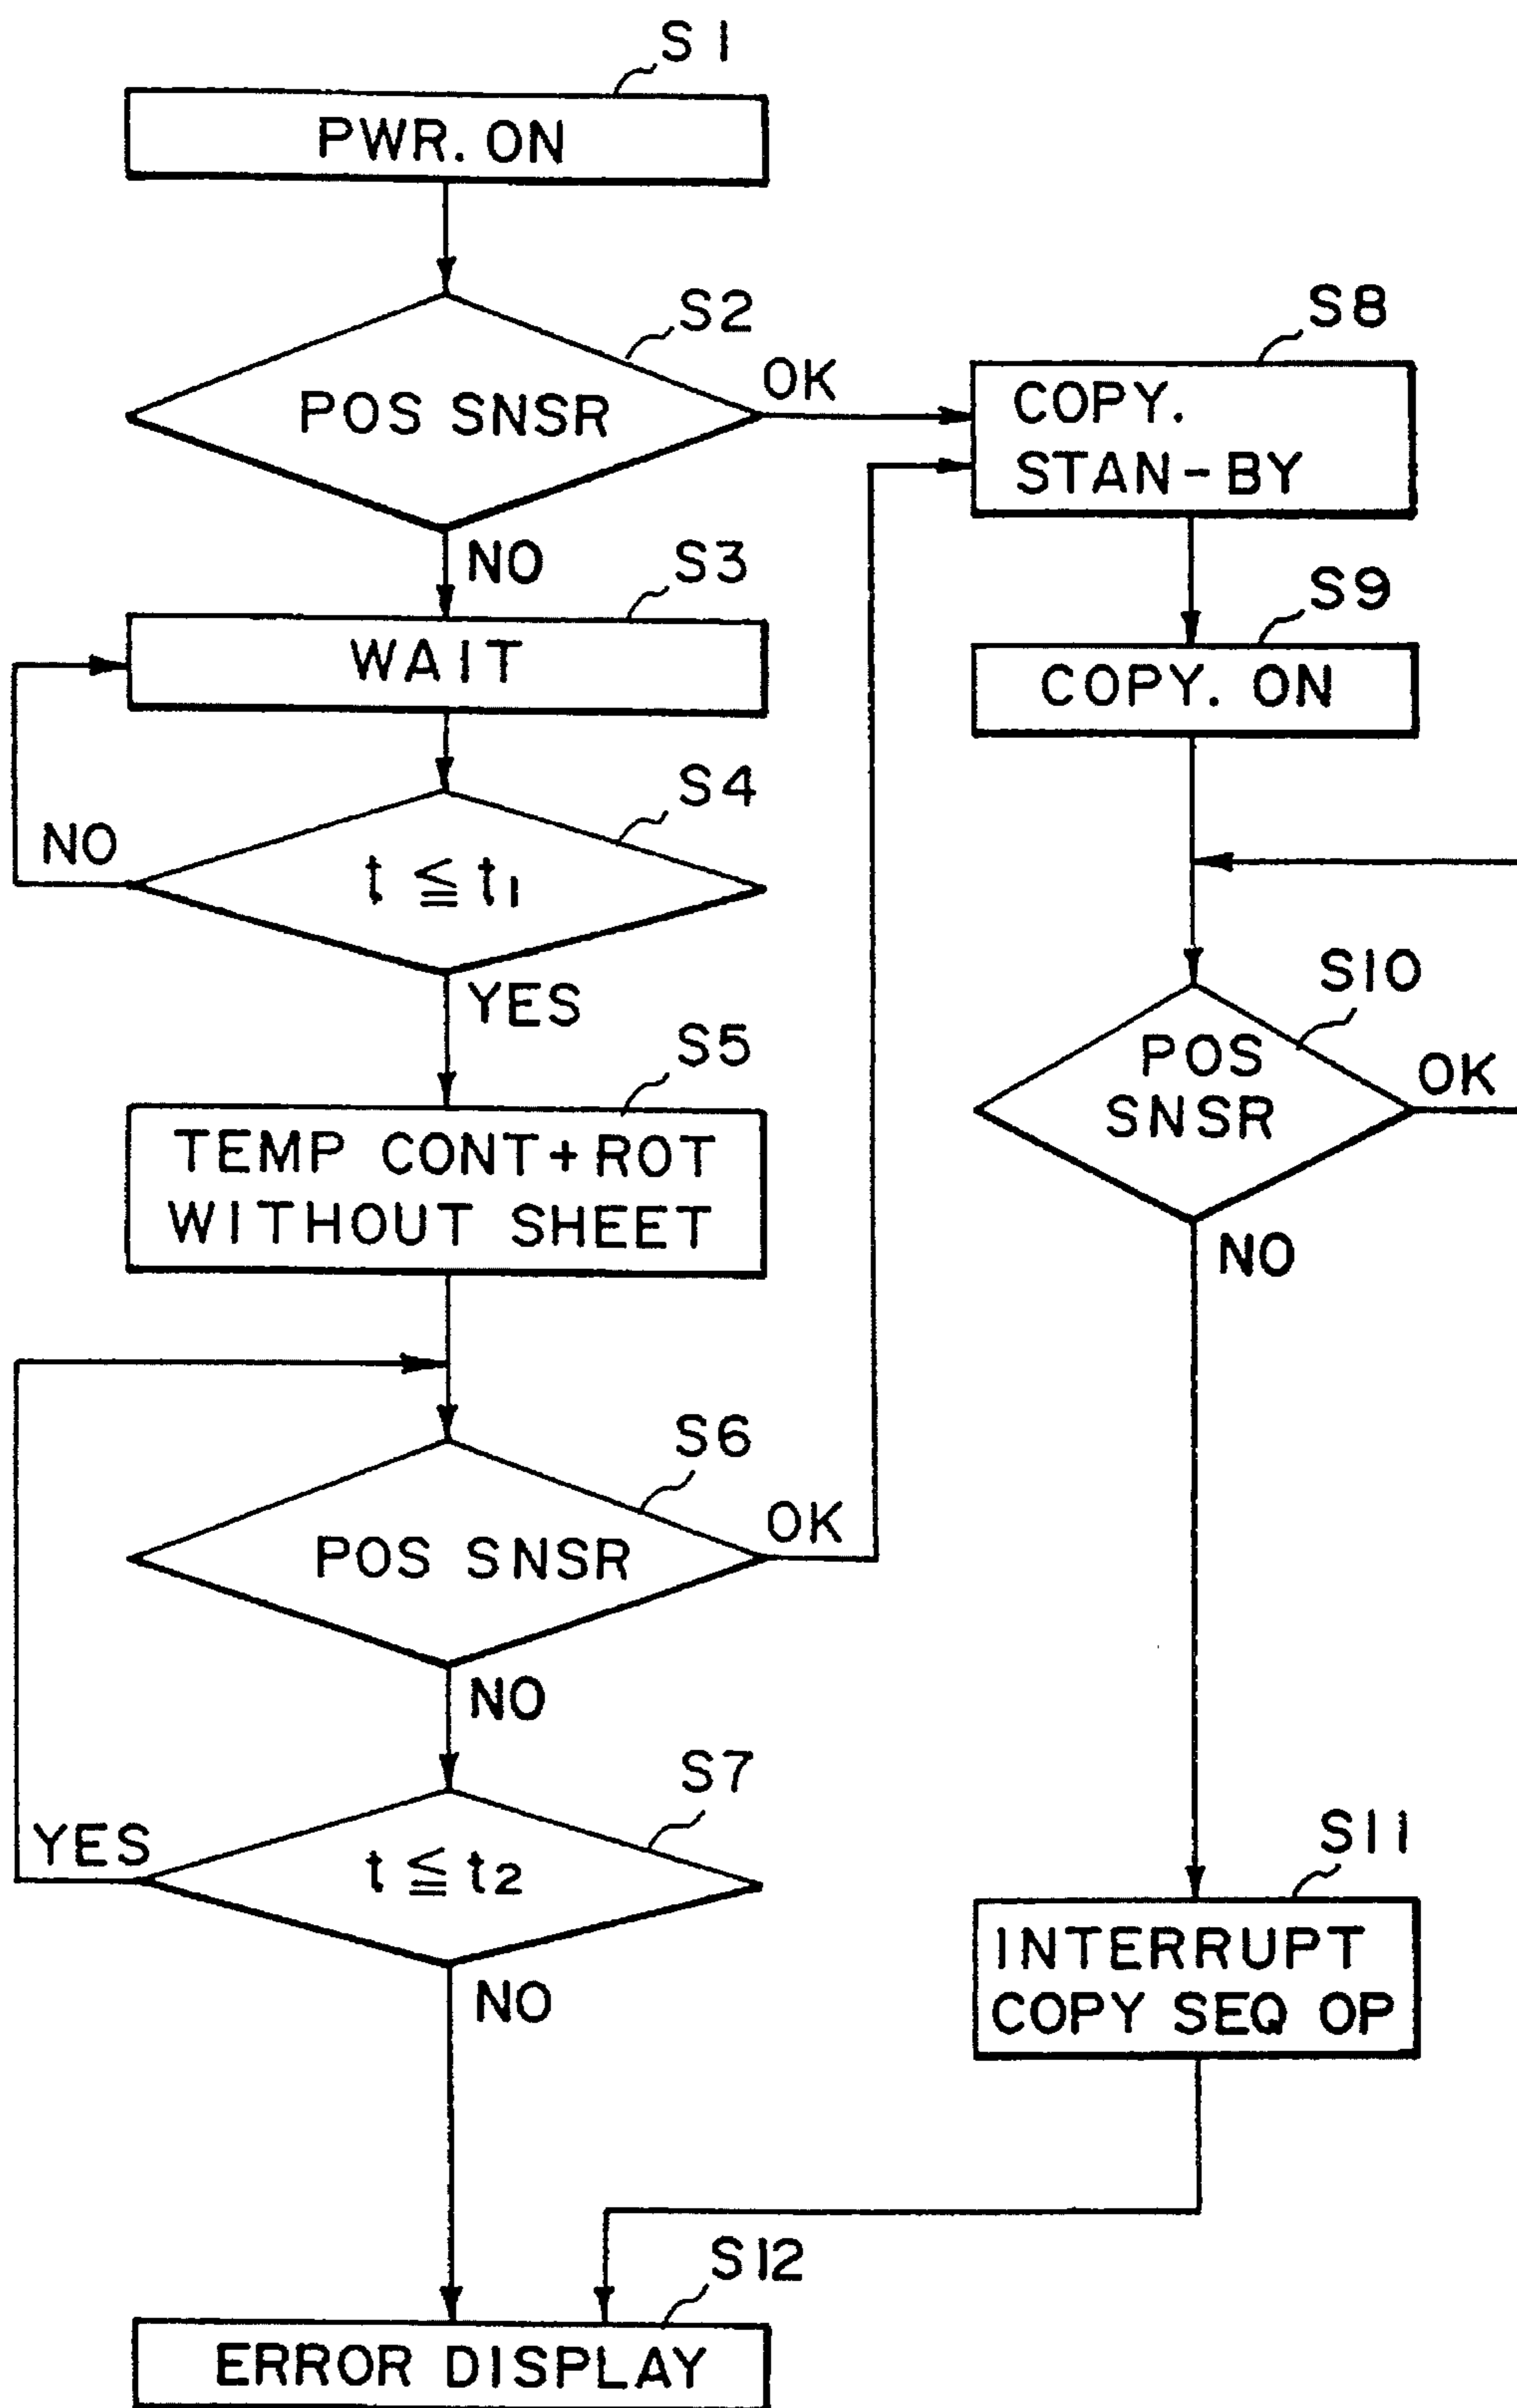 S1
PWR. ON
S2
POS SNSR
OK
NO
S3
WAIT
S4
t ≦ t1
NO
YES
S5
TEMP CONT+ROT
WITHOUT SHEET
S6
POS SNSR
OK
NO
S7
t ≦ t2
YES
NO
S8
COPY.
STAN-BY
S9
COPY. ON
S10
POS
SNSR
OK
NO
S11
INTERRUPT
COPY SEQ OP
S12
ERROR DISPLAY